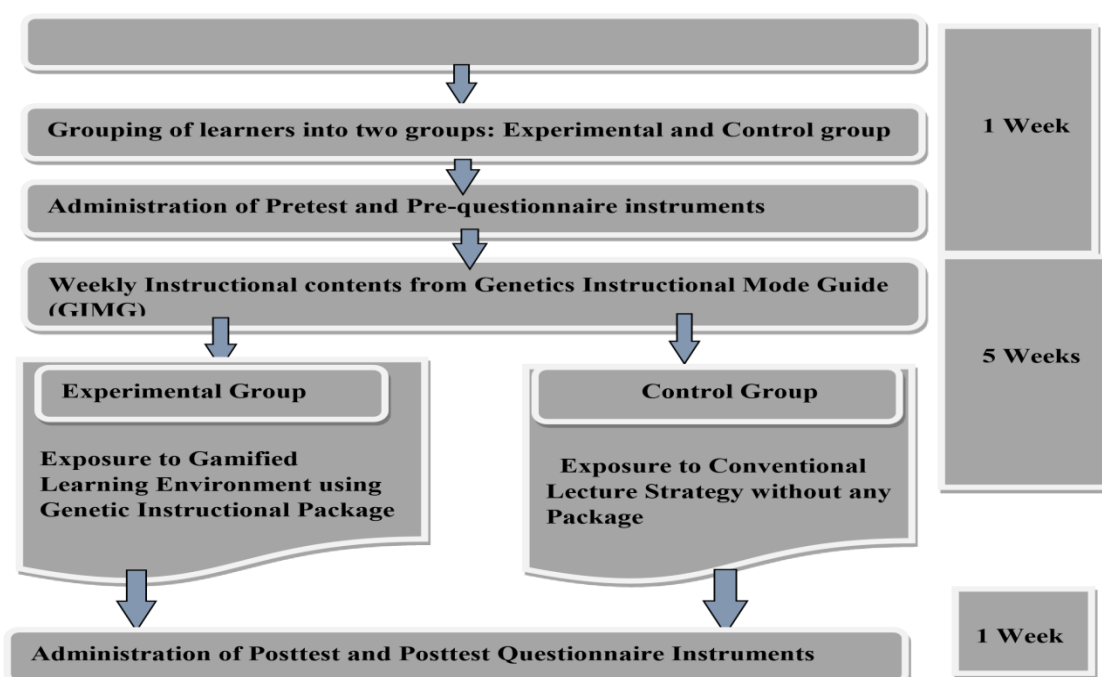 Grouping of learners into two groups: Experimental and Control group
1 Week
Administration of Pretest and Pre-questionnaire instruments
Weekly Instructional contents from Genetics Instructional Mode Guide
(GIMG)
5 Weeks
Experimental Group
Exposure to Gamified
Learning Environment using
Genetic Instructional Package
Control Group
Exposure to Conventional
Lecture Strategy without any
Package
Administration of Posttest and Posttest Questionnaire Instruments
1 Week